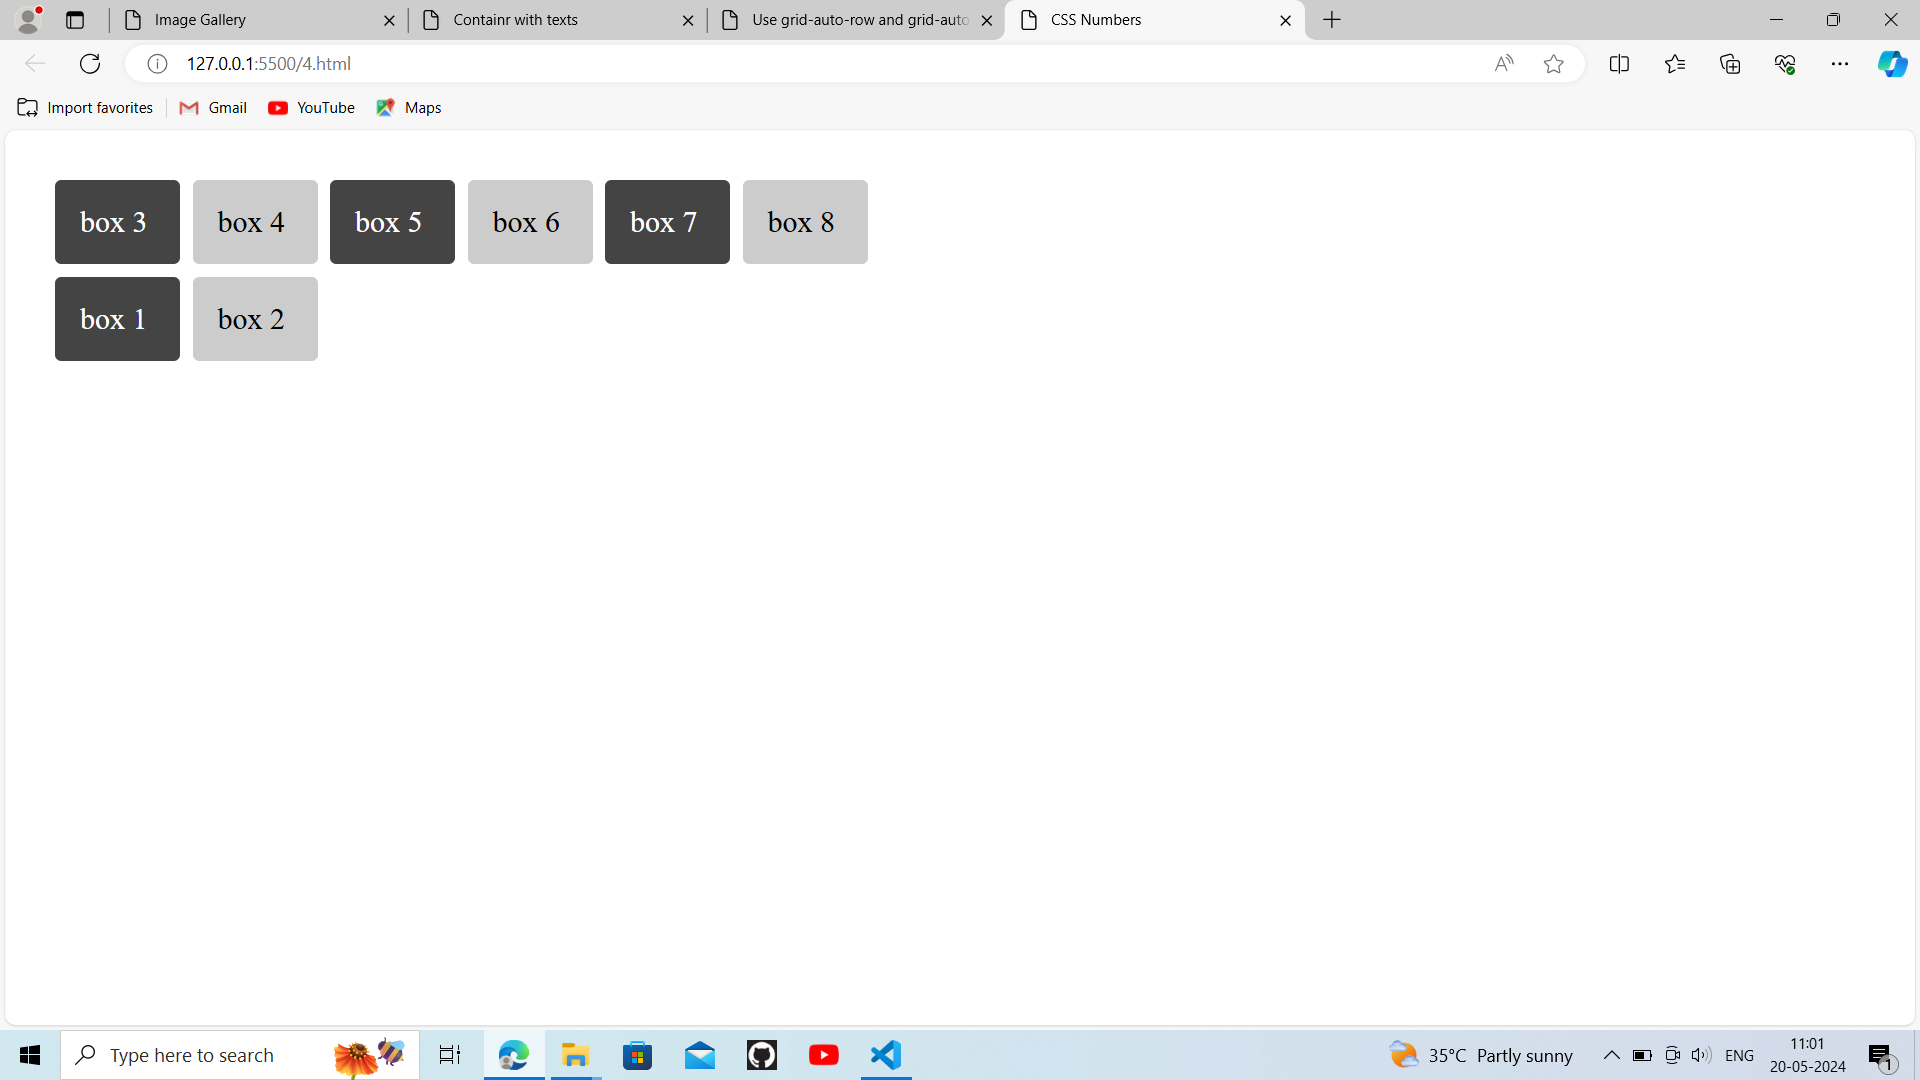 Image Gallery
Containr with texts
Use grid-auto-row and grid-auto
CSS Numbers
127.0.0.1:5500/4.html
Import favorites
Gmail
YouTube
Maps
box 3
box 4
box 5
box 6
box 7
box 8
box 1
box 2
Type here to search
35°C Partly sunny
ENG
11:01
20-05-2024
1